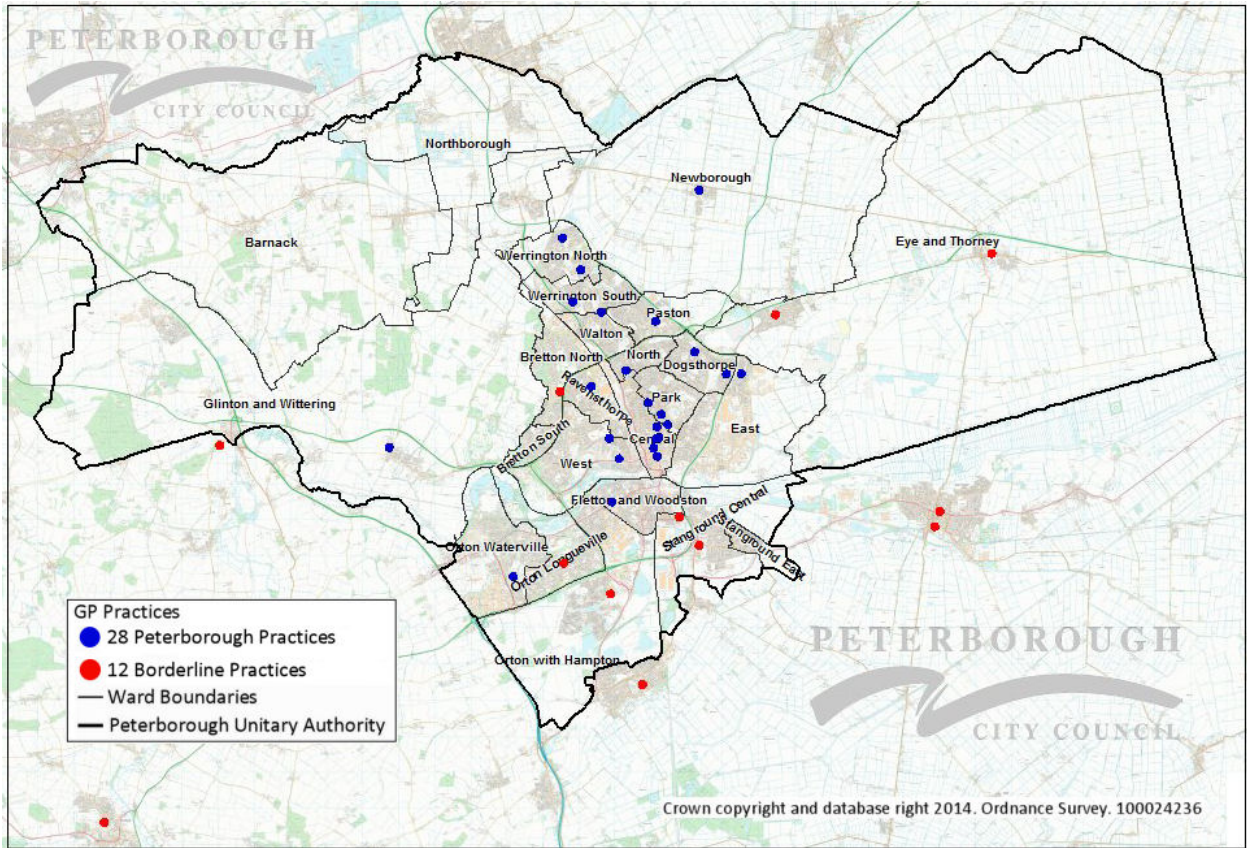 PETERBOROUGH
CITY COUNCIL
Northborough
Newborough
Barnack
Eye and Thorney
Werrington North
Werrington South
Paston
Walton
Bretton North
North
Dogsthorpe
Ravensthorpe
Park
Glinton and Wittering
East
Bretton South
Central
West
Fletton and Woodston
Stanground Central
Stanground East
Orton Waterville
Orton Longueville
Orton with Hampton
GP Practices
28 Peterborough Practices
12 Borderline Practices
Ward Boundaries
Peterborough Unitary Authority
PETERBOROUGH
CITY COUNCIL
Crown copyright and database right 2014. Ordnance Survey. 100024236